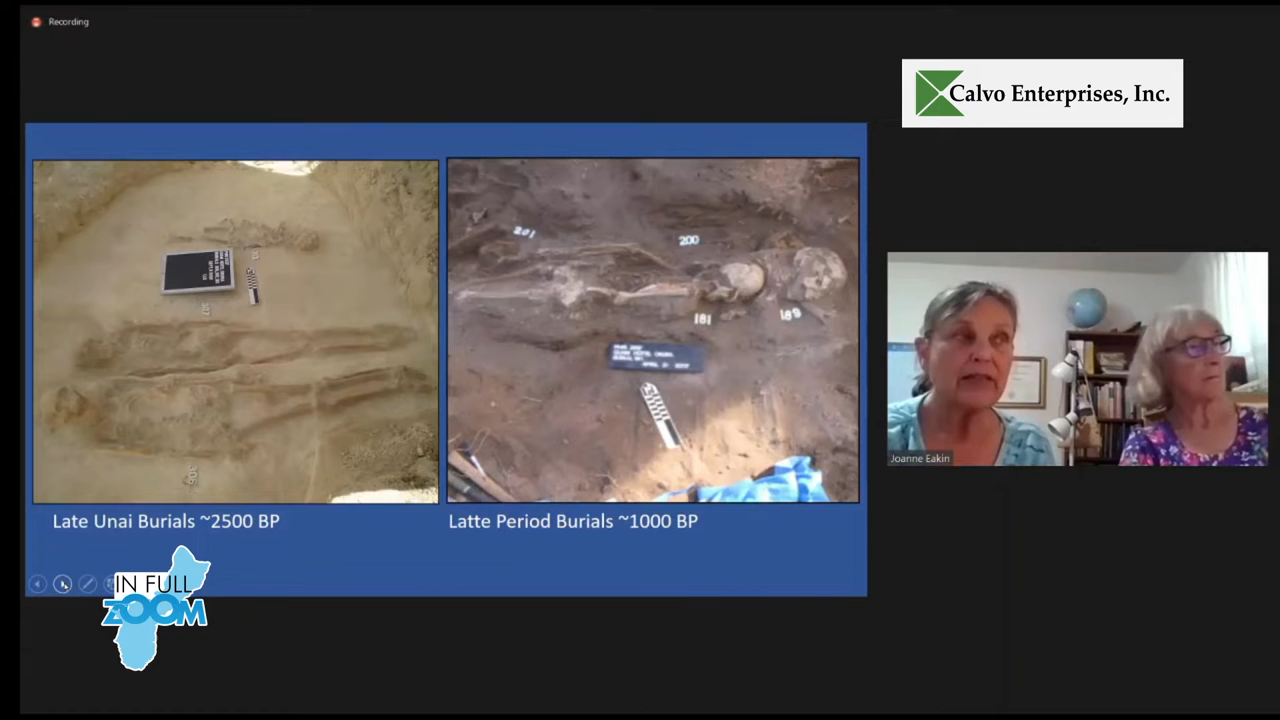 Recording
Calvo Enterprises, Inc.
201
200
181
189
Late Unai Burials ~2500 BP
Latte Period Burials ~1000 BP
Joanne Eakin
IN FULL
ZOOM